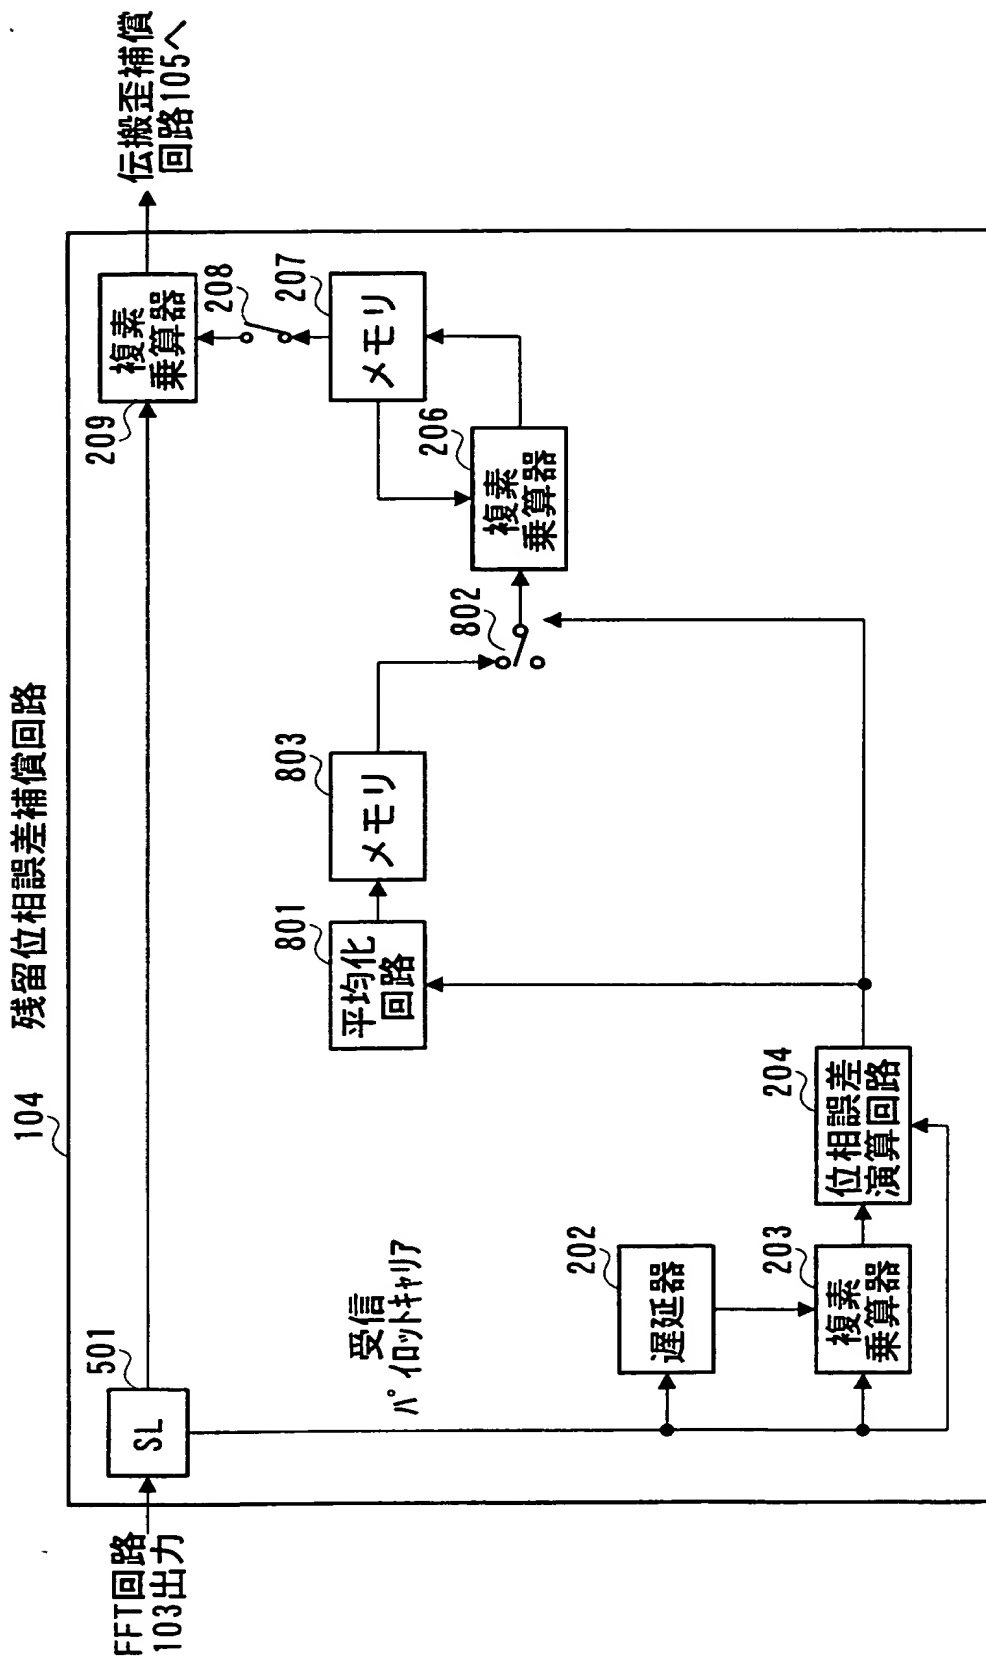 104
残留位相誤差補償回路
FFT回路
103出力
501
SL
209
複素
乗算器
伝搬歪補償
回路105へ
208
207
メモリ
206
複素
乗算器
802
803
メモリ
801
平均化
回路
受信
パイロットキャリア
202
遅延器
203
複素
乗算器
204
位相誤差
演算回路